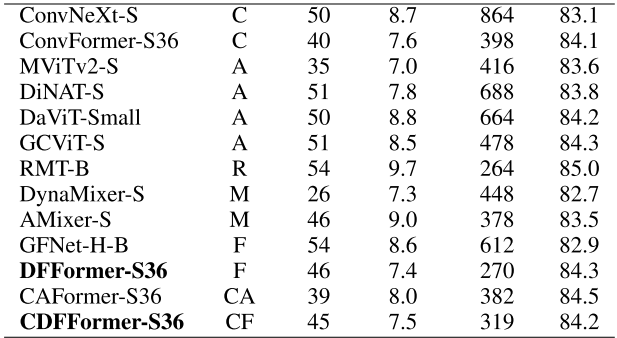 ConvNeXt-S C 50 8.7 864 83.1
ConvFormer-S36 C 40 7.6 398 84.1
MViTv2-S A 35 7.0 416 83.6
DiNAT-S A 51 7.8 688 83.8
DaViT-Small A 50 8.8 664 84.2
GCViT-S A 51 8.5 478 84.3
RMT-B R 54 9.7 264 85.0
DynaMixer-S M 26 7.3 448 82.7
AMixer-S M 46 9.0 378 83.5
GFNet-H-B F 54 8.6 612 82.9
DFFormer-S36 F 46 7.4 270 84.3
CAFormer-S36 CA 39 8.0 382 84.5
CDFFormer-S36 CF 45 7.5 319 84.2